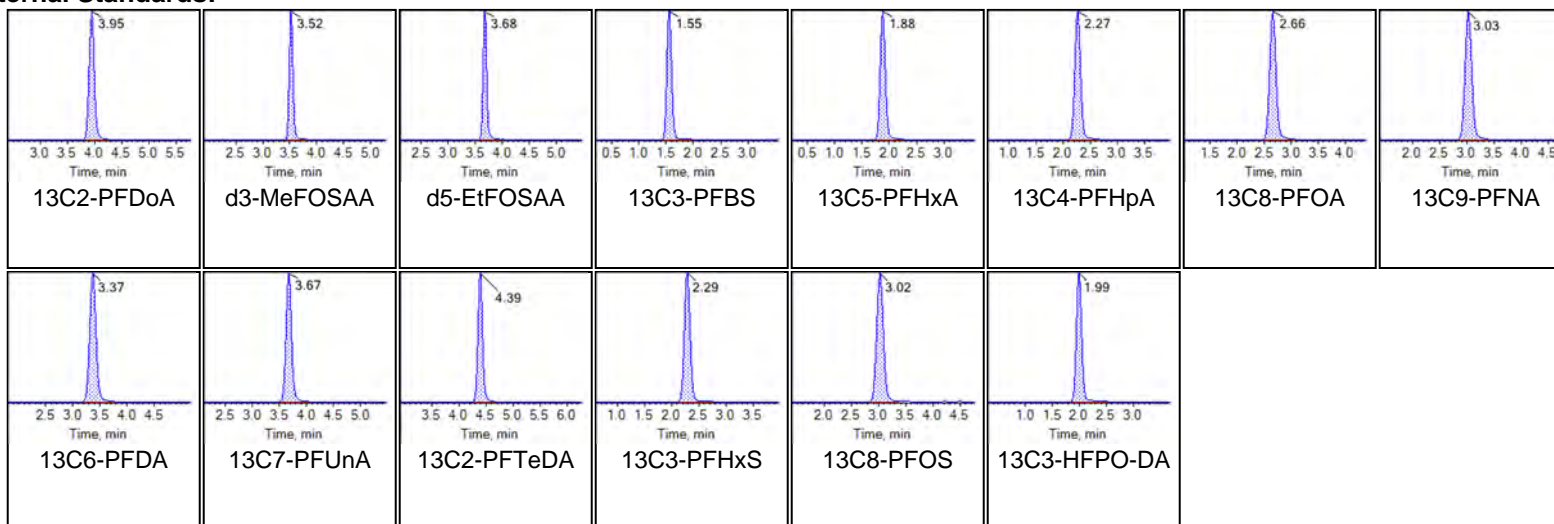 ternal Standards:
3.95 3.52 3.68 1.55 1.88 2.27 2.66 3.03
3.0 3.5 4.0 4.5 5.0 5.5 2.5 3.0 3.5 4.0 4.5 5.0 2.5 3.0 3.5 4.0 4.5 5.0 0.5 1.0 1.5 2.0 2.5 3.0 0.5 1.0 1.5 2.0 2.5 3.0 1.0 1.5 2.0 2.5 3.0 3.5 1.5 2.0 2.5 3.0 3.5 4.0 2.0 2.5 3.0 3.5 4.0 4.5
Time, min Time, min Time, min Time, min Time, min Time, min Time, min Time, min
13C2-PFDoA d3-MeFOSAA d5-EtFOSAA 13C3-PFBS 13C5-PFHxA 13C4-PFHpA 13C8-PFOA 13C9-PFNA
3.37 3.67 4.39 2.29 3.02 1.99
2.5 3.0 3.5 4.0 4.5 2.5 3.0 3.5 4.0 4.5 5.0 3.5 4.0 4.5 5.0 5.5 6.0 1.0 1.5 2.0 2.5 3.0 3.5 2.0 2.5 3.0 3.5 4.0 4.5 1.0 1.5 2.0 2.5 3.0
Time, min Time, min Time, min Time, min Time, min Time, min
13C6-PFDA 13C7-PFUnA 13C2-PFTeDA 13C3-PFHxS 13C8-PFOS 13C3-HFPO-DA